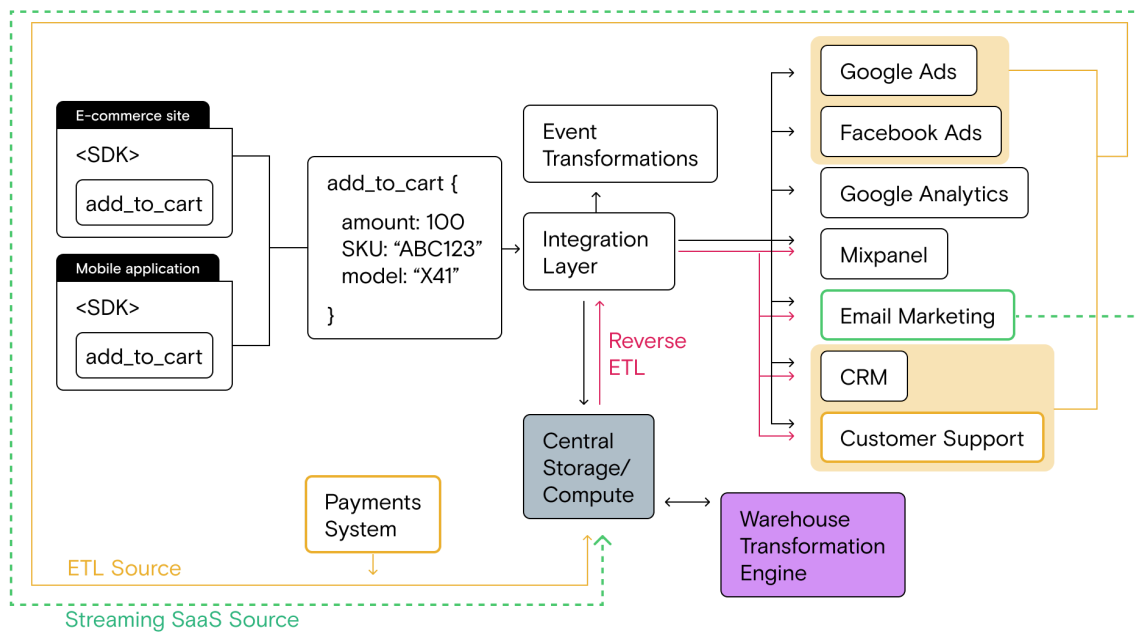 E-commerce site
<SDK>
add_to_cart
Mobile application
<SDK>
add_to_cart
add_to_cart {
amount: 100
SKU: “ABC123”
model: “X41”
}
Event
Transformations
Integration
Layer
Reverse
ETL
Central
Storage/
Compute
Warehouse
Transformation
Engine
Payments
System
Google Ads
Facebook Ads
Google Analytics
Mixpanel
Email Marketing
CRM
Customer Support
ETL Source
Streaming SaaS Source